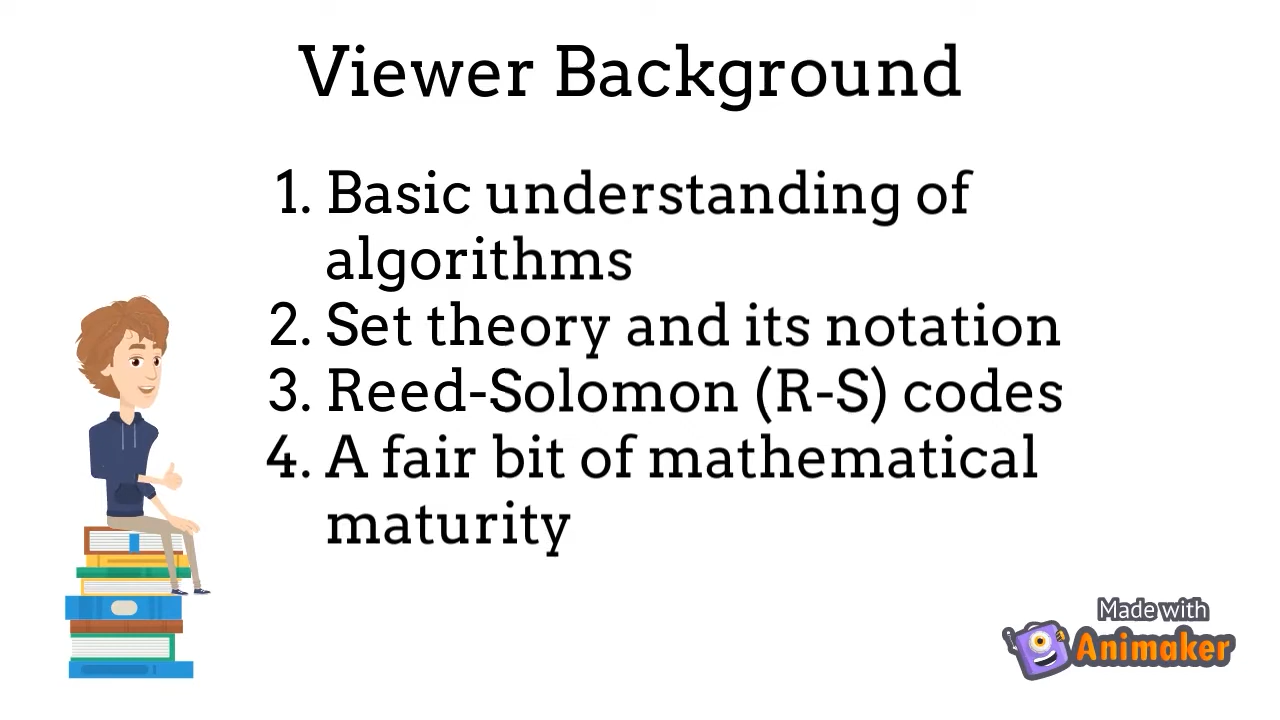 Viewer Background
1. Basic understanding of
algorithms
2. Set theory and its notation
3. Reed-Solomon (R-S) codes
4. A fair bit of mathematical
maturity
Made with
Animaker